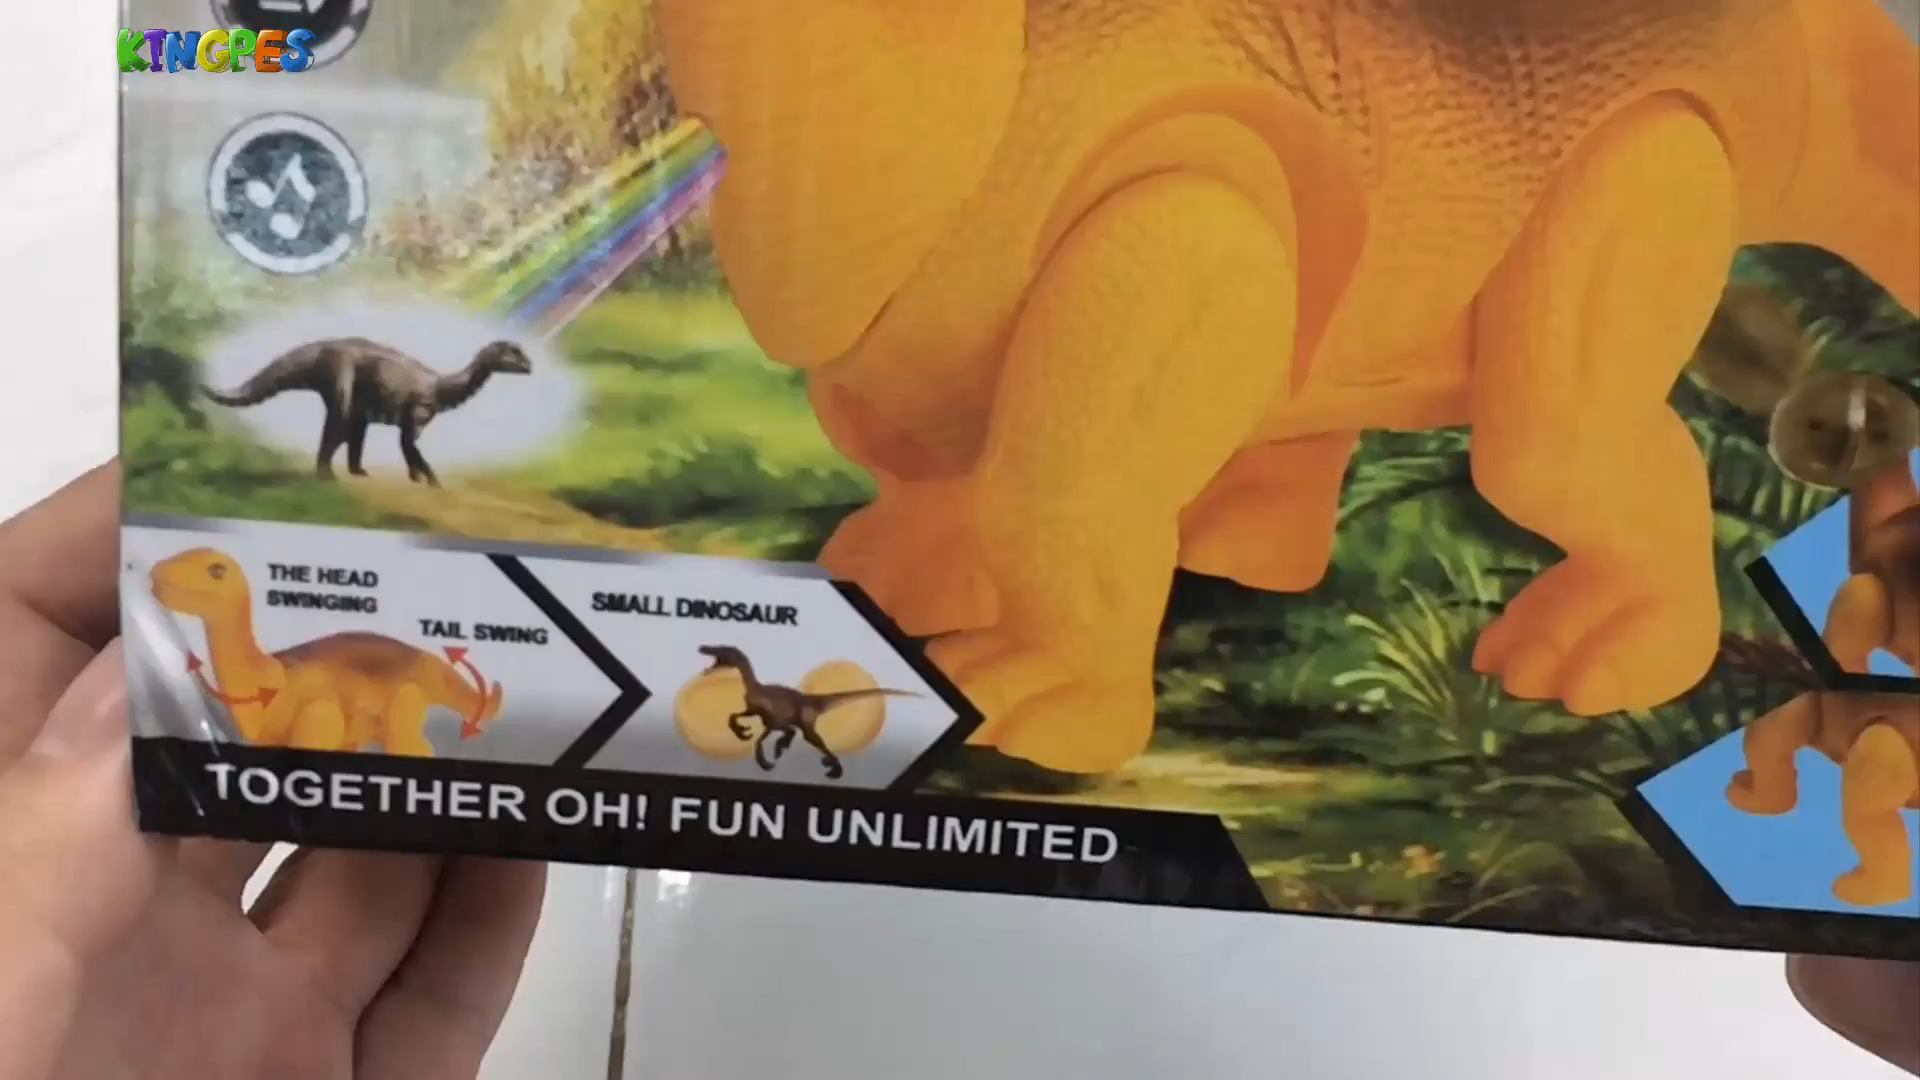 KINGPES
THE HEAD
SWINGING
TAIL SWING
SMALL DINOSAUR
TOGETHER OH! FUN UNLIMITED